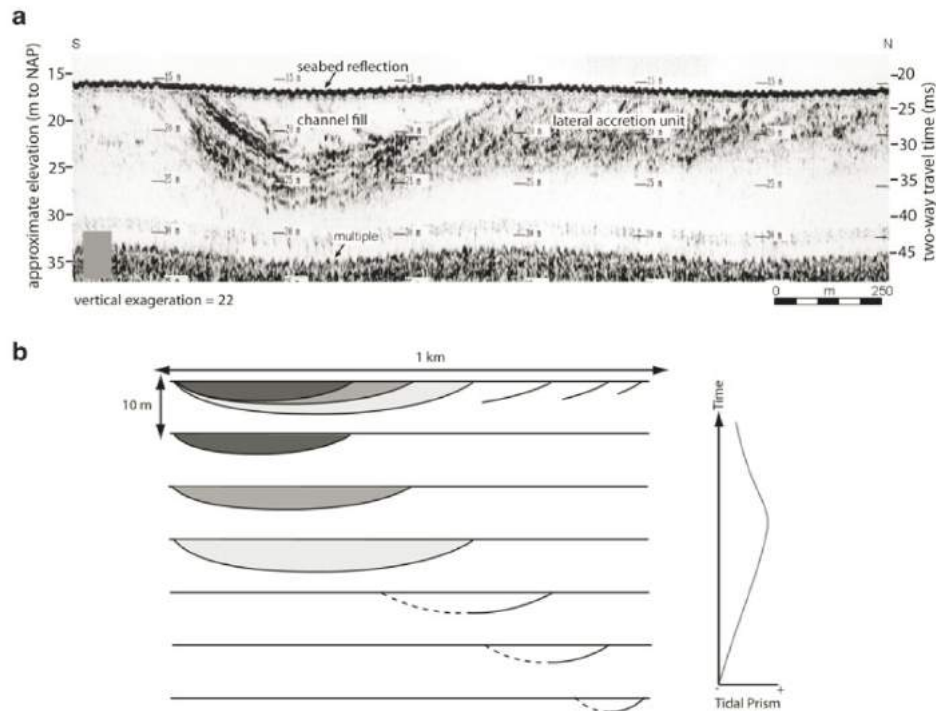 a
S
N
seabed reflection
channel fill
lateral accretion unit
multiple
approximate elevation (m to NAP)
15
20
25
30
35
two-way travel time (ms)
20
25
30
35
40
45
vertical exageration = 22
0 m 250
b
1 km
10 m
Time
- +
Tidal Prism